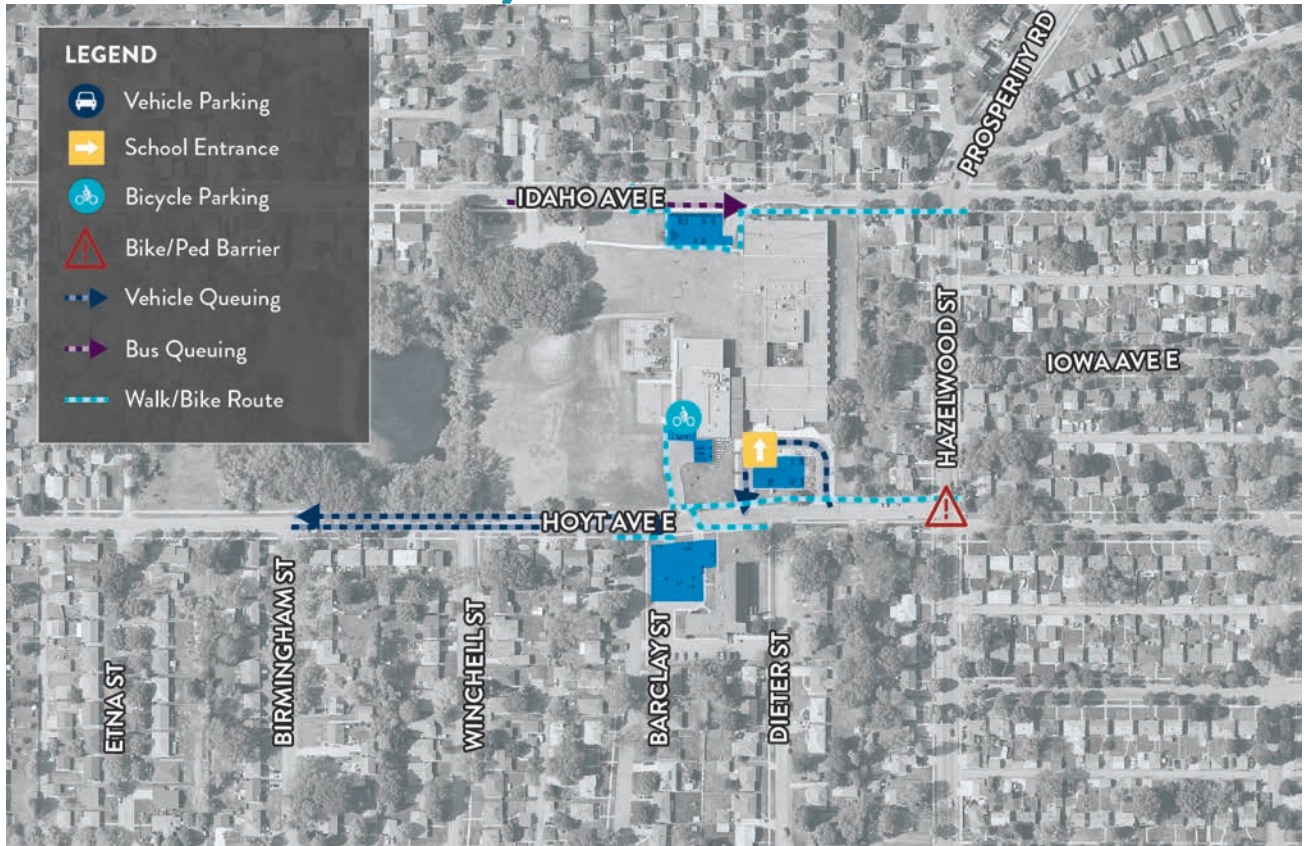 LEGEND
Vehicle Parking
School Entrance
Bicycle Parking
Bike/Ped Barrier
Vehicle Queuing
Bus Queuing
Walk/Bike Route
PROSPERITY RD
IDAHO AVE E
HAZELWOOD ST
IOWA AVE E
HOYT AVE E
ETNA ST
BIRMINGHAM ST
WINCHELL ST
BARCLAY ST
DIETER ST